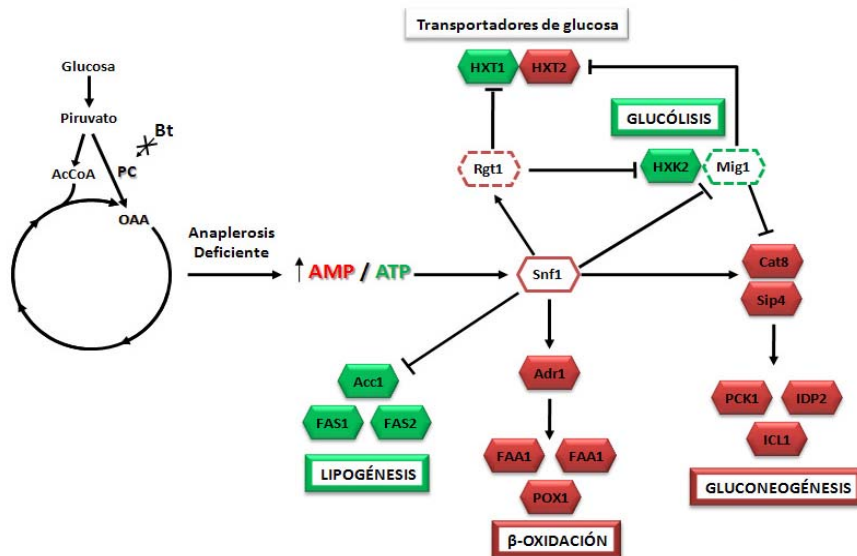 Transportadores de glucosa
HXT1
HXT2
Glucosa
Piruvato
Bt
PC
AcCoA
OAA
GLUCÓLISIS
Rgt1
HXK2
Mig1
Anaplerosis
Deficiente
AMP / ATP
Snf1
Cat8
Sip4
Acc1
FAS1
FAS2
LIPOGÉNESIS
Adr1
FAA1
FAA1
POX1
β-OXIDACIÓN
PCK1
IDP2
ICL1
GLUCONEOGÉNESIS